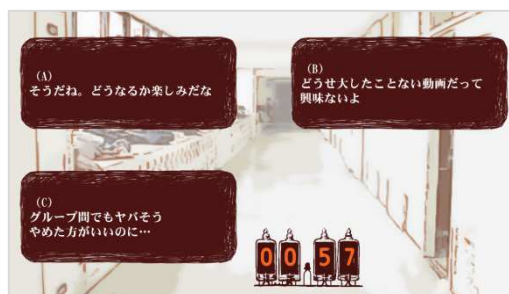 (A)
そうだね。どうなるか楽しみだな
(B)
どうせ大したことない動画だって
興味ないよ
(C)
グループ間でもヤバそう
やめた方がいいのに…
00.57